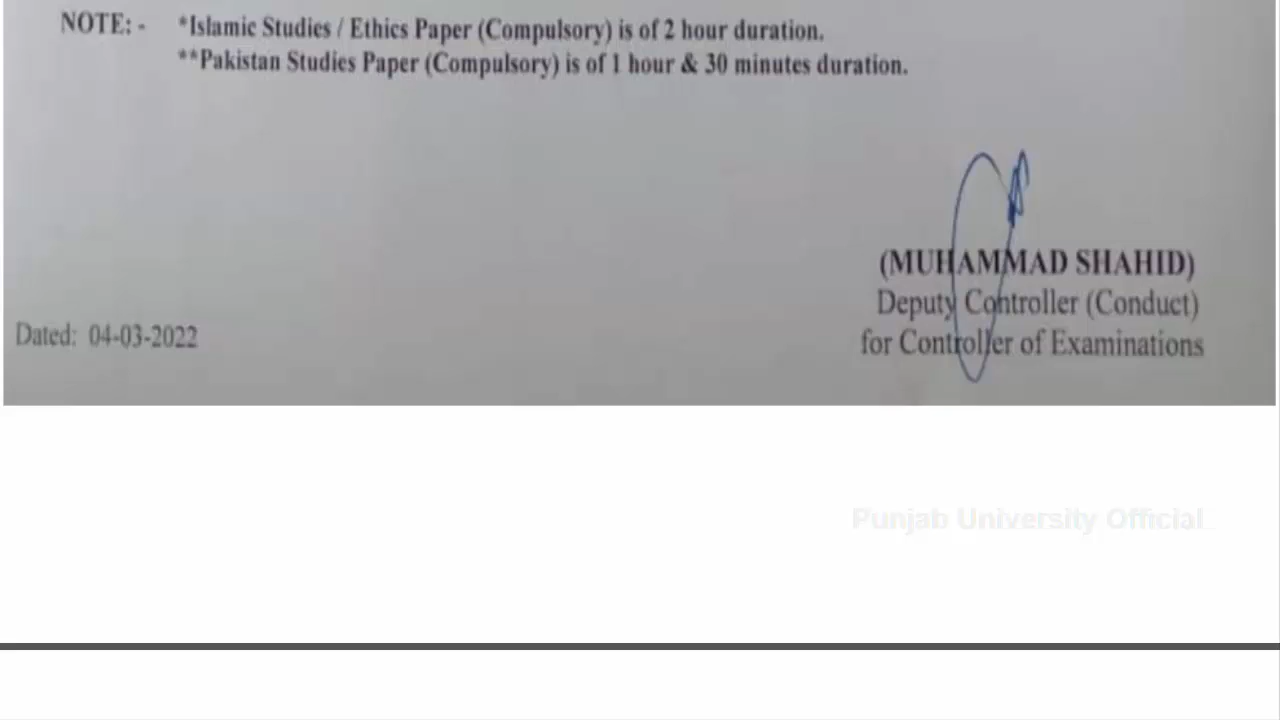 NOTE: - *Islamic Studies / Ethics Paper (Compulsory) is of 2 hour duration.
**Pakistan Studies Paper (Compulsory) is of 1 hour & 30 minutes duration.
(MUHAMMAD SHAHID)
Deputy Controller (Conduct)
Dated: 04-03-2022
for Controller of Examinations
Punjab University Official